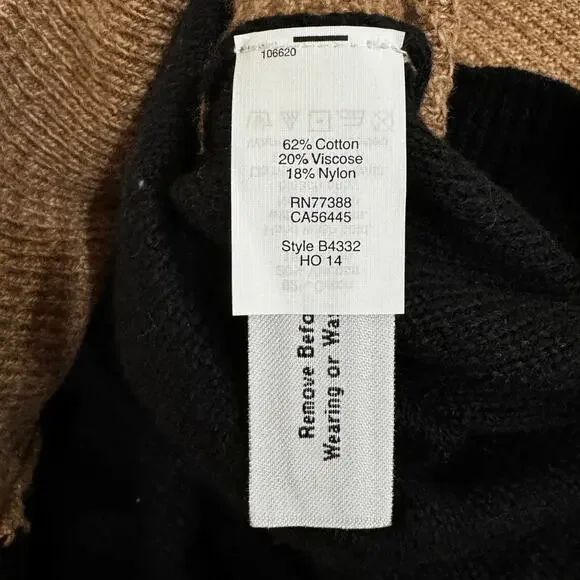 106620
62% Cotton
20% Viscose
18% Nylon
RN77388
CA56445
Style B4332
HO 14
Remove Befo
Wearing or Wa